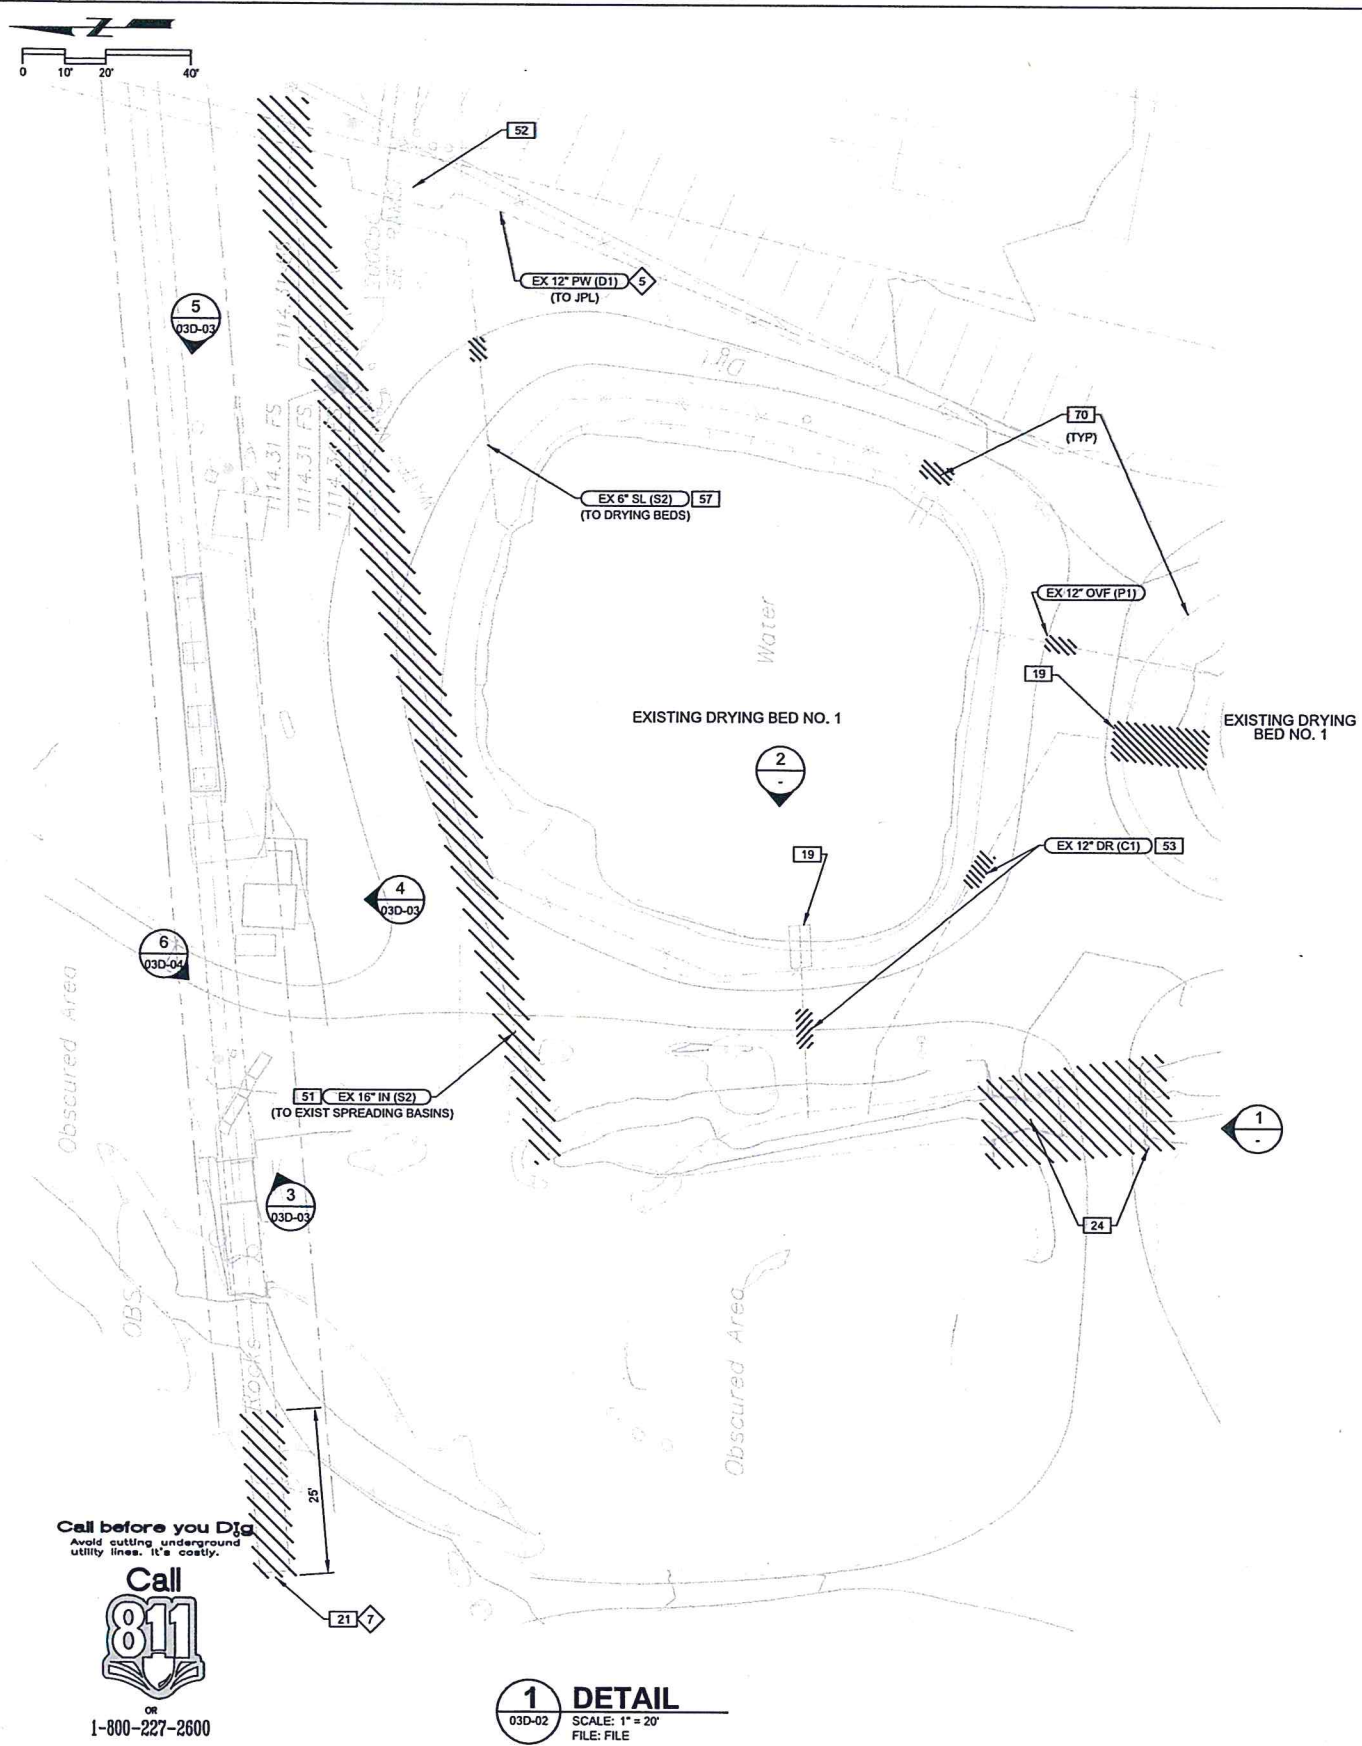 Z
0 10' 20' 40'
52
EX 12" PW (D1) 5
(TO JPL)
5
03D-03
1114.31 FS
1114.31 FS
Dirt
70
(TYP)
EX 6" SL (S2) 57
(TO DRYING BEDS)
Water
EX 12" OVF (P1)
19
EXISTING DRYING BED NO. 1
EXISTING DRYING
BED NO. 1
2
-
19
EX 12" DR (C1) 53
4
03D-03
6
03D-04
Obscured Area
51 EX 16" IN (S2)
(TO EXIST SPREADING BASINS)
1
-
3
03D-03
24
OBS.
Rocks
Obscured Area
25'
Call before you Dig
Avoid cutting underground
utility lines. It's costly.
Call
811
OR
1-800-227-2600
21 7
1
03D-02
DETAIL
SCALE: 1" = 20'
FILE: FILE